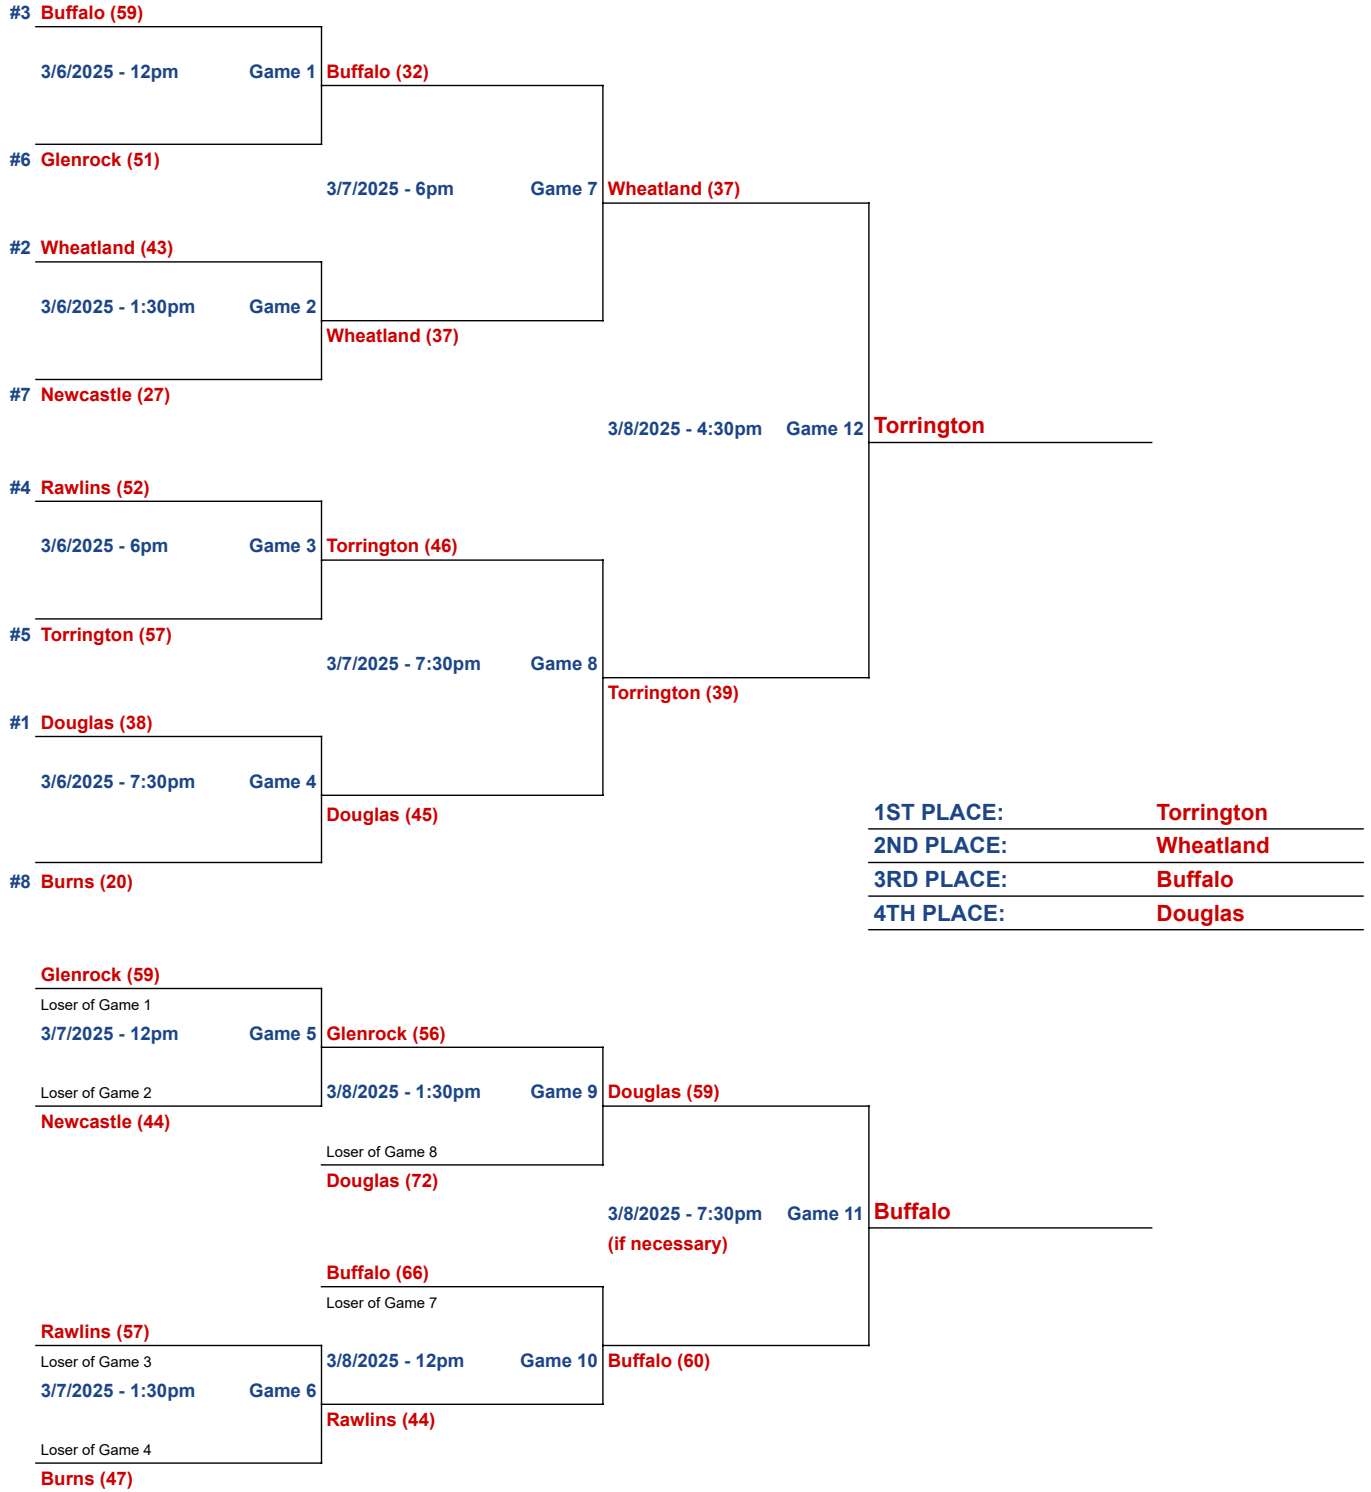 #3 Buffalo (59)
3/6/2025 - 12pm Game 1 Buffalo (32)
#6 Glenrock (51)
3/7/2025 - 6pm Game 7 Wheatland (37)
#2 Wheatland (43)
3/6/2025 - 1:30pm Game 2
Wheatland (37)
#7 Newcastle (27)
3/8/2025 - 4:30pm Game 12 Torrington
#4 Rawlins (52)
3/6/2025 - 6pm Game 3 Torrington (46)
#5 Torrington (57)
3/7/2025 - 7:30pm Game 8
Torrington (39)
#1 Douglas (38)
3/6/2025 - 7:30pm Game 4
Douglas (45)
#8 Burns (20)
1ST PLACE: Torrington
2ND PLACE: Wheatland
3RD PLACE: Buffalo
4TH PLACE: Douglas
Glenrock (59)
Loser of Game 1
3/7/2025 - 12pm Game 5 Glenrock (56)
Loser of Game 2 3/8/2025 - 1:30pm Game 9 Douglas (59)
Newcastle (44)
Loser of Game 8
Douglas (72)
3/8/2025 - 7:30pm Game 11 Buffalo
(if necessary)
Buffalo (66)
Loser of Game 7
Rawlins (57)
Loser of Game 3 3/8/2025 - 12pm Game 10 Buffalo (60)
3/7/2025 - 1:30pm Game 6
Rawlins (44)
Loser of Game 4
Burns (47)